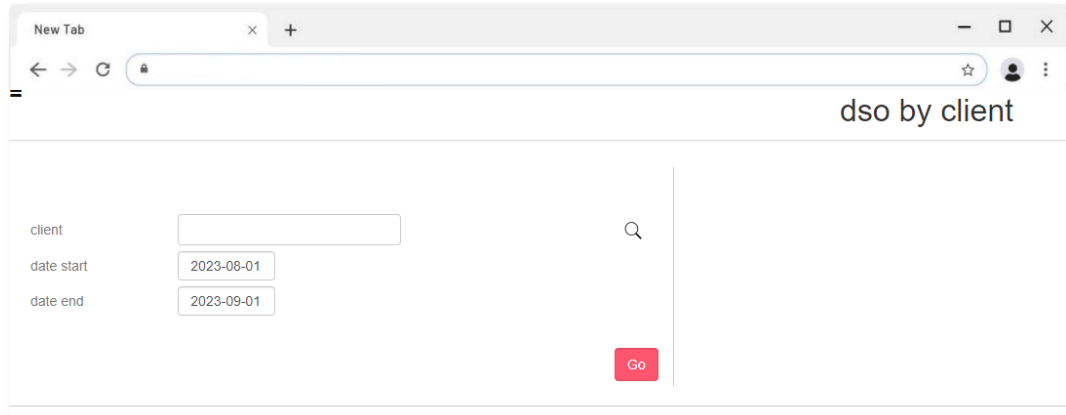 New Tab
dso by client
client
date start 2023-08-01
date end 2023-09-01
Go